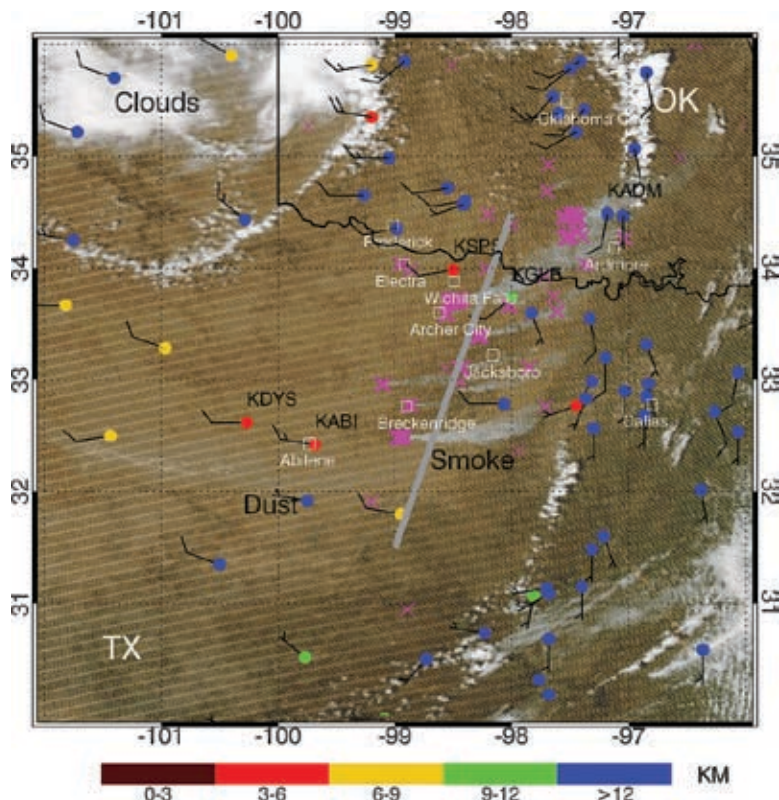 -101 -100 -99 -98 -97
Clouds
OK
Oklahoma City
35 35
KADM
Frederick
KSPS
Ardmore
34 34
Electra
KGLE
Wichita Falls
Archer City
Jacksboro
33 33
KDYS
KABI
Breckenridge
Dallas
Abilene
Smoke
32 32
Dust
31 31
TX
-101 -100 -99 -98 -97
KM
0-3 3-6 6-9 9-12 >12